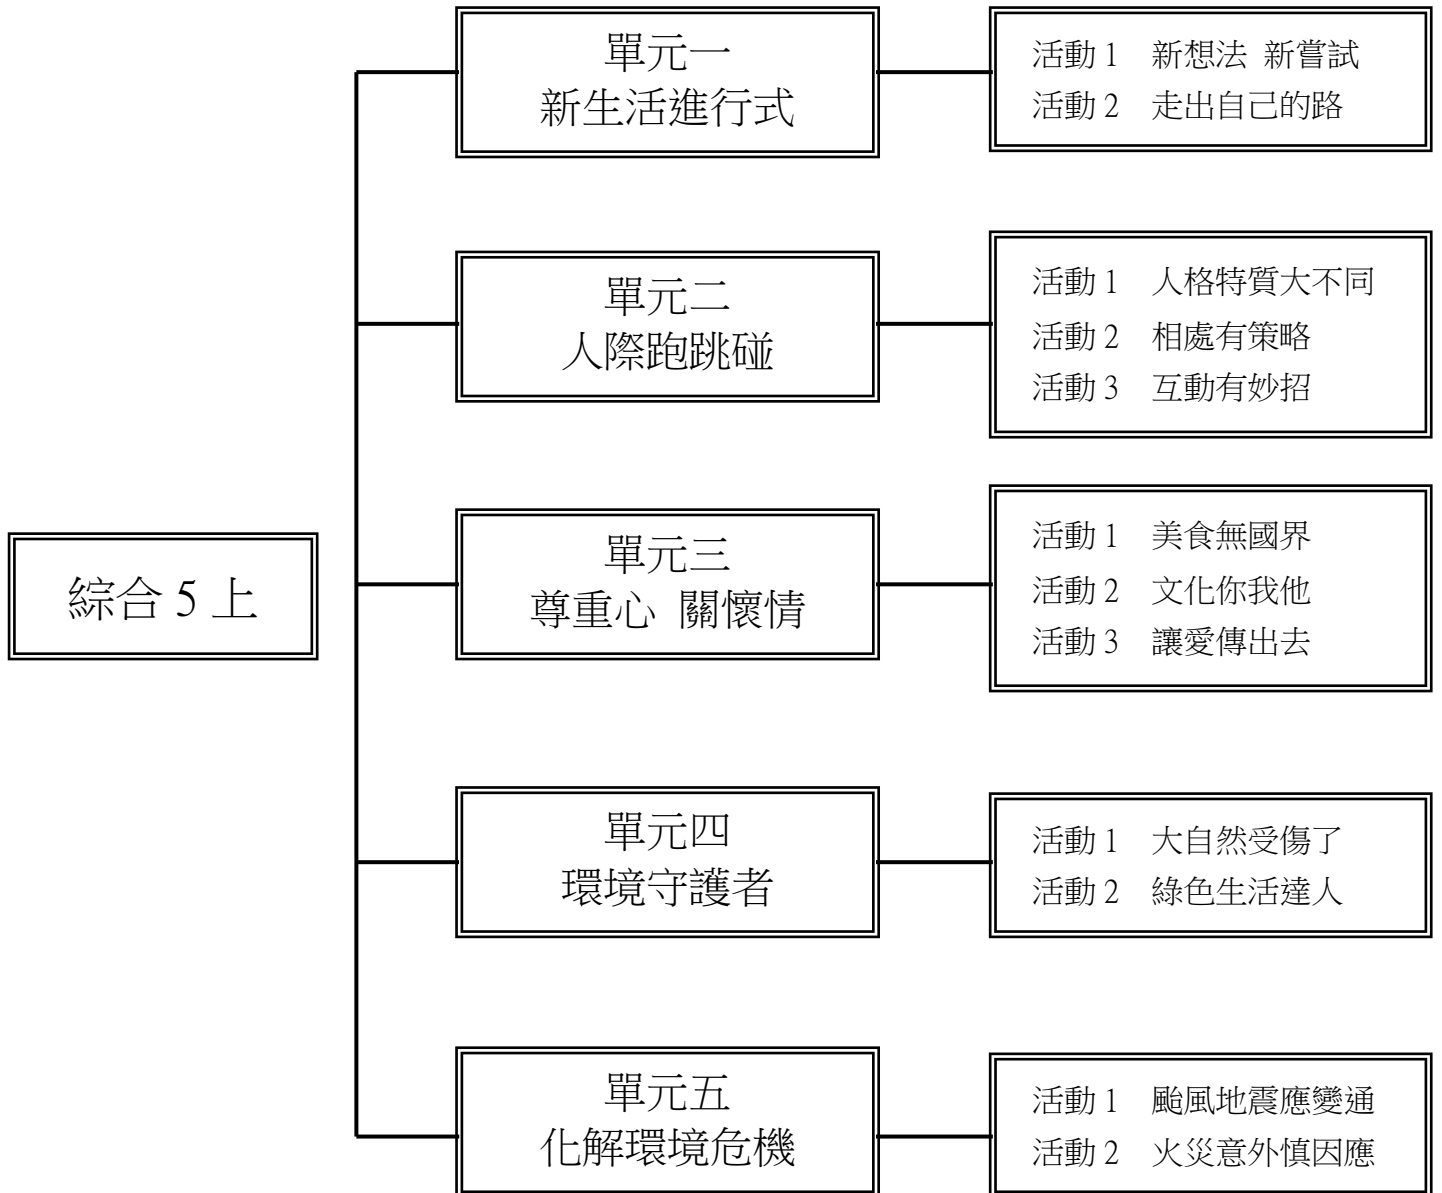 綜合 5 上
單元一
新生活進行式
活動 1 新想法 新嘗試
活動 2 走出自己的路
單元二
人際跑跳碰
活動 1 人格特質大不同
活動 2 相處有策略
活動 3 互動有妙招
單元三
尊重心 關懷情
活動 1 美食無國界
活動 2 文化你我他
活動 3 讓愛傳出去
單元四
環境守護者
活動 1 大自然受傷了
活動 2 綠色生活達人
單元五
化解環境危機
活動 1 颱風地震應變通
活動 2 火災意外慎因應